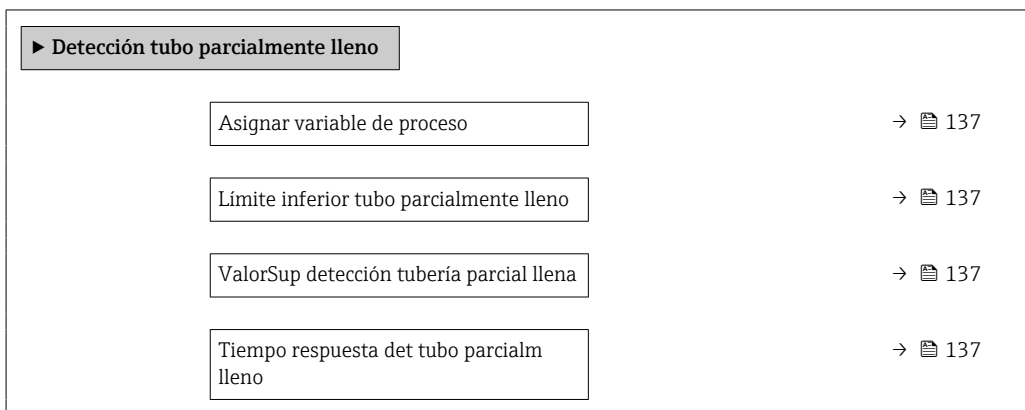 ▶ Detección tubo parcialmente lleno
Asignar variable de proceso → 137
Límite inferior tubo parcialmente lleno → 137
ValorSup detección tubería parcial llena → 137
Tiempo respuesta det tubo parcialm → 137
lleno